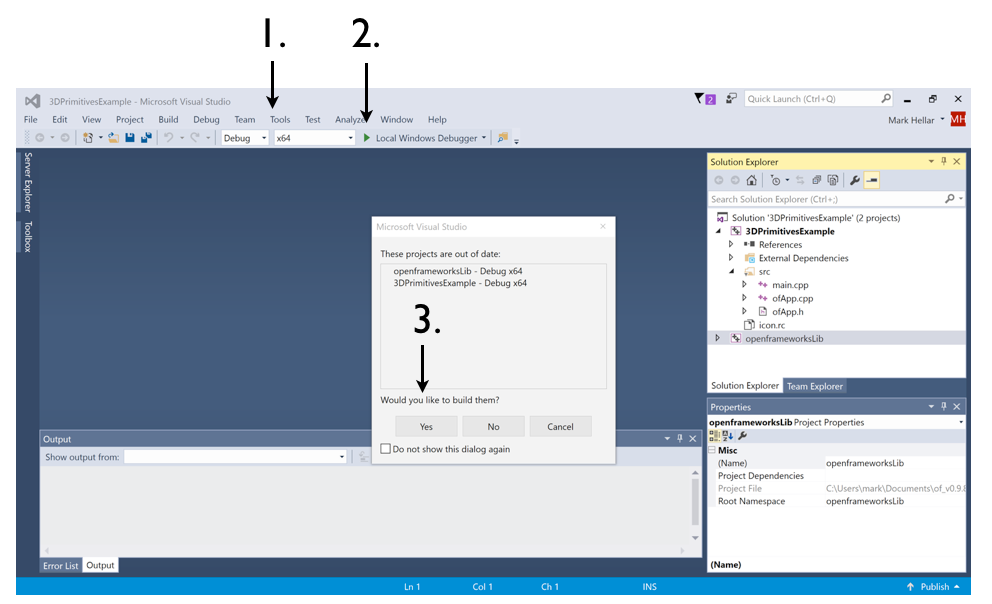 1. 2.
3DPrimitivesExample - Microsoft Visual Studio
2
Quick Launch (Ctrl+Q)
File Edit View Project Build Debug Team Tools Test Analyze Window Help
Mark Hellar MH
Debug x64 Local Windows Debugger
Server Explorer
Toolbox
Solution Explorer
Search Solution Explorer (Ctrl+;)
Solution '3DPrimitivesExample' (2 projects)
3DPrimitivesExample
References
External Dependencies
src
main.cpp
ofApp.cpp
ofApp.h
icon.rc
openframeworksLib
Solution Explorer Team Explorer
Microsoft Visual Studio
These projects are out of date:
openframeworksLib - Debug x64
3DPrimitivesExample - Debug x64
3.
Would you like to build them?
Yes No Cancel
Do not show this dialog again
Properties
openframeworksLib Project Properties
Misc
(Name) openframeworksLib
Project Dependencies
Project File C:\Users\mark\Documents\of_v0.9.
Root Namespace openframeworksLib
(Name)
Output
Show output from:
Error List Output
Ln 1 Col 1 Ch 1 INS Publish